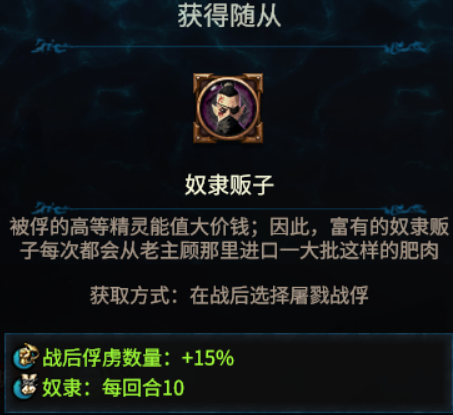 获得随从
奴隶贩子
被俘的高等精灵能值大价钱；因此，富有的奴隶贩
子每次都会从老主顾那里进口一大批这样的肥肉
获取方式：在战后选择屠戮战俘
战后俘虏数量：+15%
奴隶：每回合10